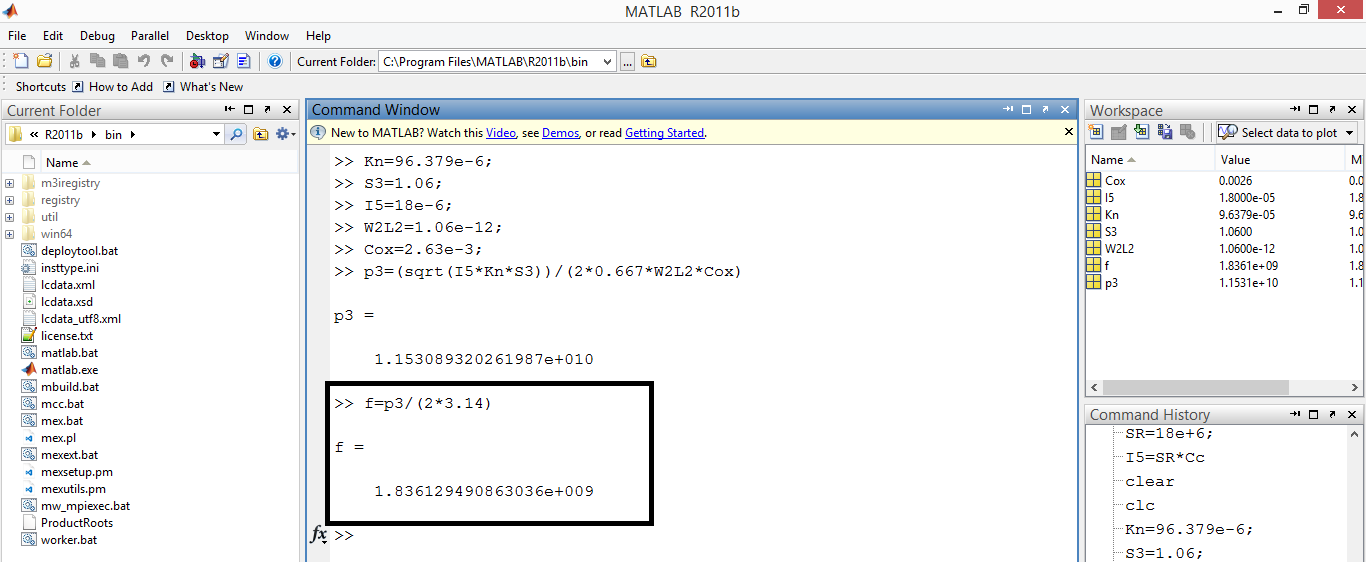 MATLAB R2011b
File Edit Debug Parallel Desktop Window Help
Current Folder: C:\Program Files\MATLAB\R2011b\bin ...
Shortcuts How to Add What's New
Current Folder
« R2011b bin
Name
m3iregistry
registry
util
win64
deploytool.bat
insttype.ini
lcdata.xml
lcdata.xsd
lcdata_utf8.xml
license.txt
matlab.bat
matlab.exe
mbuild.bat
mcc.bat
mex.bat
mex.pl
mexext.bat
mexsetup.pm
mexutils.pm
mw_mpiexec.bat
ProductRoots
worker.bat
Command Window
New to MATLAB? Watch this Video, see Demos, or read Getting Started.
>> Kn=96.379e-6;
>> S3=1.06;
>> I5=18e-6;
>> W2L2=1.06e-12;
>> Cox=2.63e-3;
>> p3=(sqrt(I5*Kn*S3))/(2*0.667*W2L2*Cox)
p3 =
1.153089320261987e+010
>> f=p3/(2*3.14)
f =
1.836129490863036e+009
fx >>
Workspace
Select data to plot
Name Value M
Cox 0.0026 0.0
I5 1.8000e-05 1.8
Kn 9.6379e-05 9.6
S3 1.0600 1.0
W2L2 1.0600e-12 1.0
f 1.8361e+09 1.8
p3 1.1531e+10 1.1
Command History
SR=18e+6;
I5=SR*Cc
clear
clc
Kn=96.379e-6;
S3=1.06;